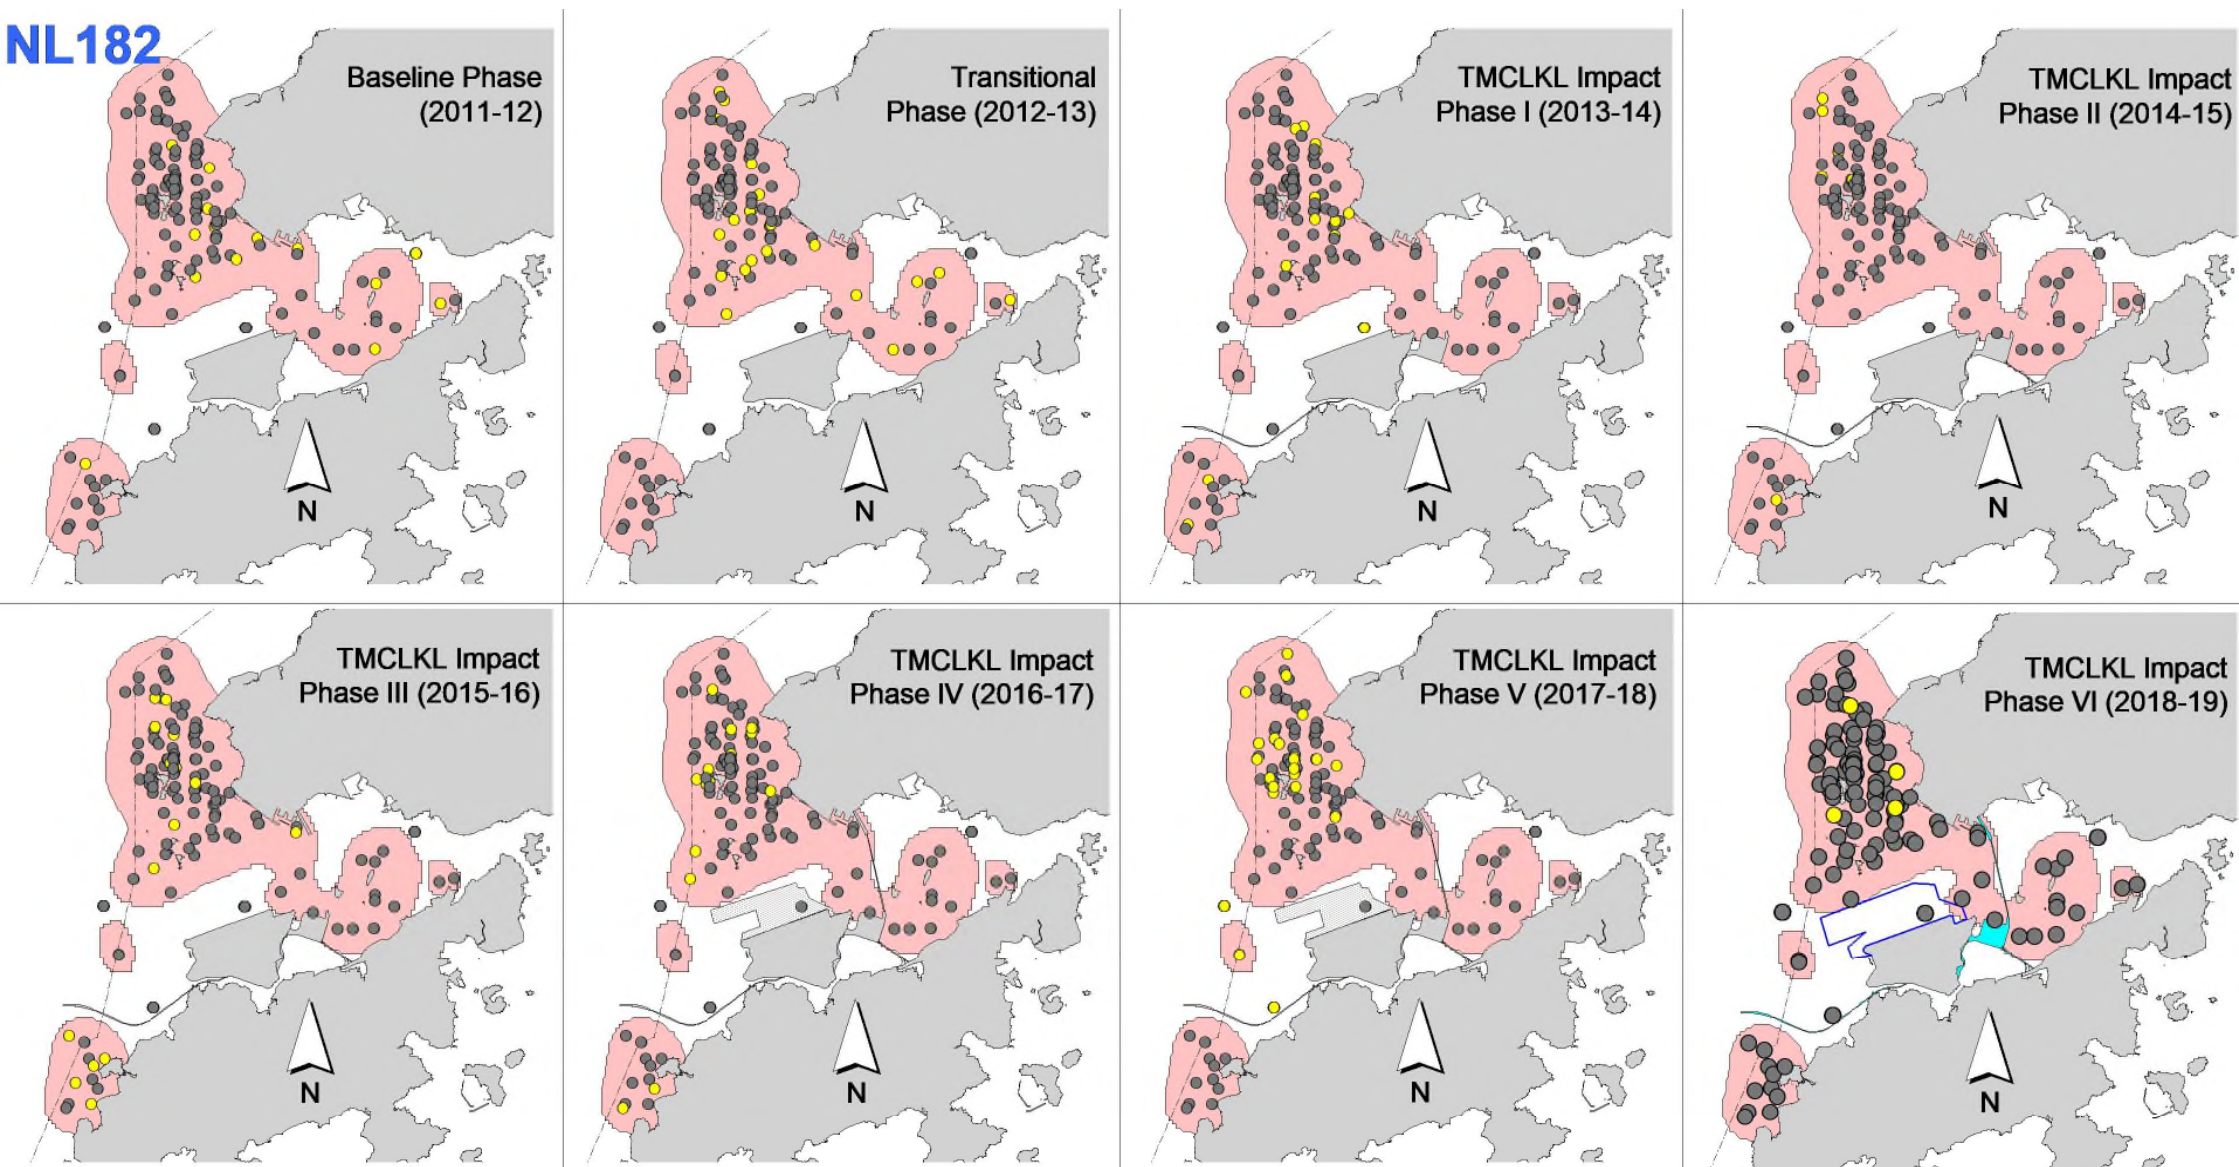 NL182
Baseline Phase
(2011-12)
N
Transitional
Phase (2012-13)
N
TMCLKL Impact
Phase I (2013-14)
N
TMCLKL Impact
Phase II (2014-15)
N
TMCLKL Impact
Phase III (2015-16)
N
TMCLKL Impact
Phase IV (2016-17)
N
TMCLKL Impact
Phase V (2017-18)
N
TMCLKL Impact
Phase VI (2018-19)
N